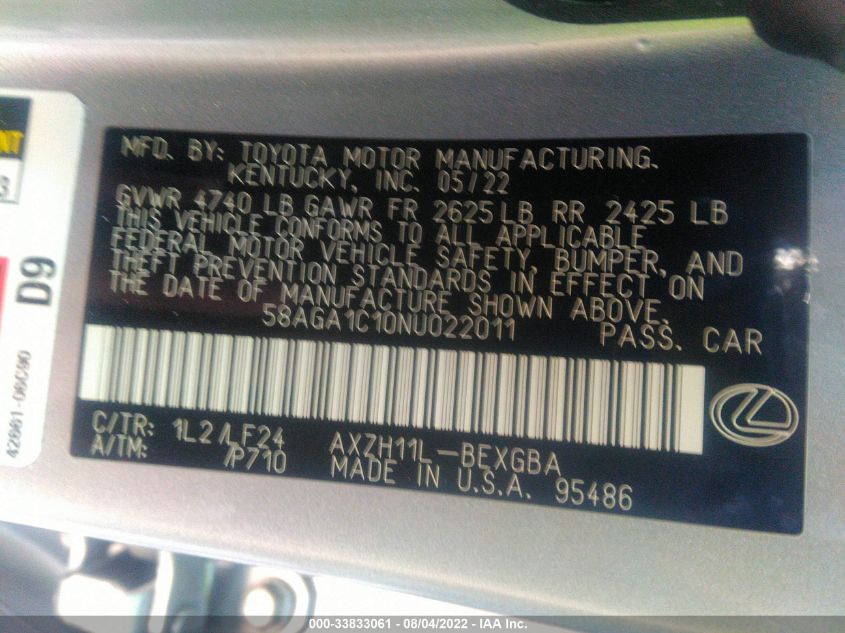 MFD. BY: TOYOTA MOTOR MANUFACTURING.
KENTUCKY, INC. 05/22
GVWR 4740 LB GAWR FR 2625 LB RR 2425 LB
THIS VEHICLE CONFORMS TO ALL APPLICABLE
FEDERAL MOTOR VEHICLE SAFETY, BUMPER, AND
THEFT PREVENTION STANDARDS IN EFFECT ON
THE DATE OF MANUFACTURE SHOWN ABOVE.
58AGA1C10NU022011 PASS. CAR
C/TR: 1L2/LF24 AXZH11L-BEXGBA
A/TM: /P710 MADE IN U.S.A. 95486
D9
000-33833061 - 08/04/2022 - IAA Inc.